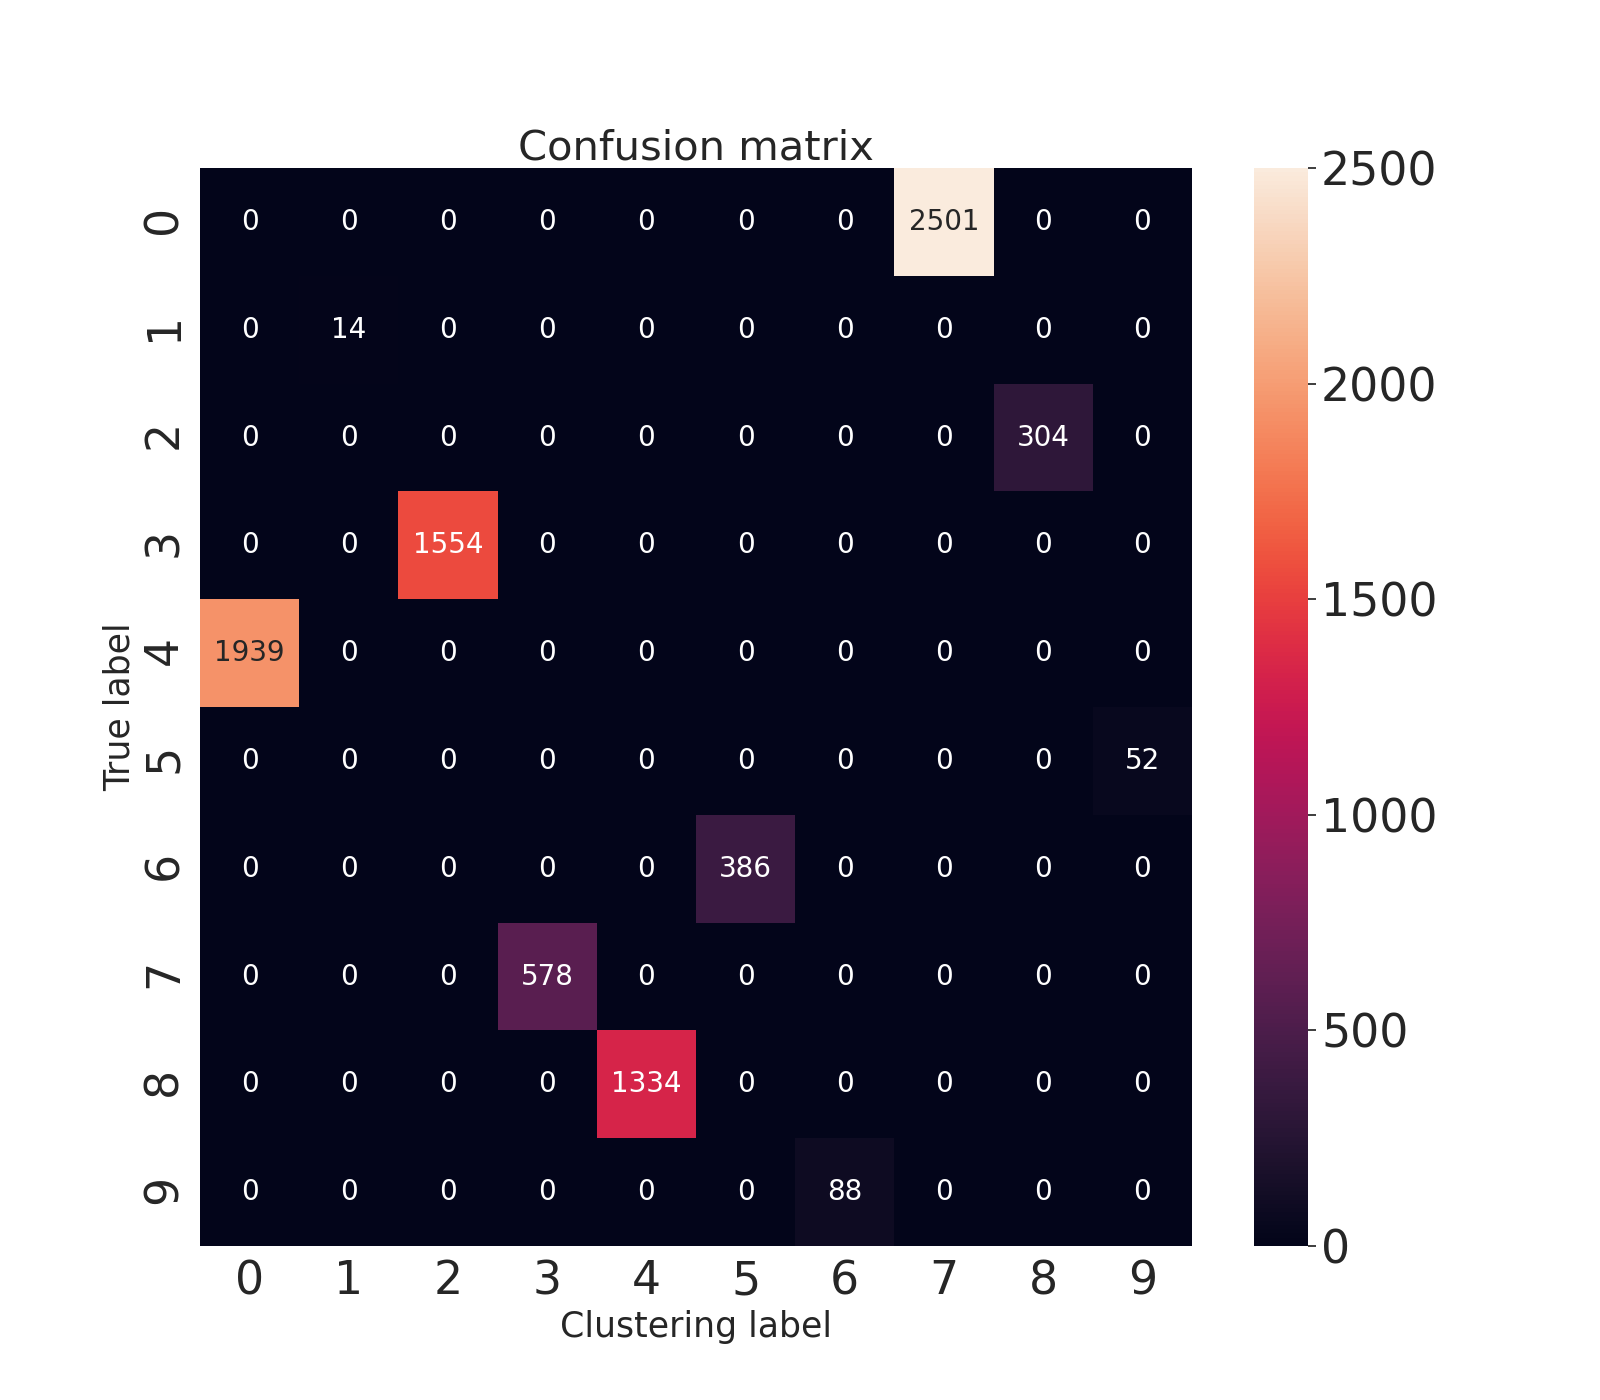 Confusion matrix
0 0 0 0 0 0 0 0 2501 0 0
1 0 14 0 0 0 0 0 0 0 0
2 0 0 0 0 0 0 0 0 304 0
3 0 0 1554 0 0 0 0 0 0 0
4 1939 0 0 0 0 0 0 0 0 0
5 0 0 0 0 0 0 0 0 0 52
6 0 0 0 0 0 386 0 0 0 0
7 0 0 0 578 0 0 0 0 0 0
8 0 0 0 0 1334 0 0 0 0 0
9 0 0 0 0 0 0 88 0 0 0
0 1 2 3 4 5 6 7 8 9
Clustering label
True label
2500
2000
1500
1000
500
0